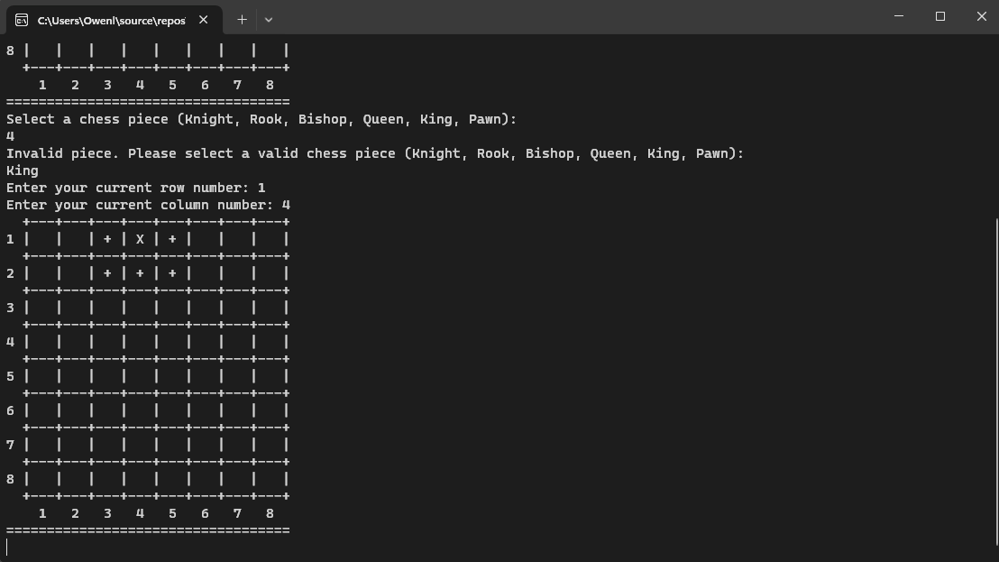 C:\Users\Owenl\source\repos
8 |   |   |   |   |   |   |   |   |
  +---+---+---+---+---+---+---+---+
    1   2   3   4   5   6   7   8
===================================
Select a chess piece (Knight, Rook, Bishop, Queen, King, Pawn):
4
Invalid piece. Please select a valid chess piece (Knight, Rook, Bishop, Queen, King, Pawn):
King
Enter your current row number: 1
Enter your current column number: 4
  +---+---+---+---+---+---+---+---+
1 |   |   | + | X | + |   |   |   |
  +---+---+---+---+---+---+---+---+
2 |   |   | + | + | + |   |   |   |
  +---+---+---+---+---+---+---+---+
3 |   |   |   |   |   |   |   |   |
  +---+---+---+---+---+---+---+---+
4 |   |   |   |   |   |   |   |   |
  +---+---+---+---+---+---+---+---+
5 |   |   |   |   |   |   |   |   |
  +---+---+---+---+---+---+---+---+
6 |   |   |   |   |   |   |   |   |
  +---+---+---+---+---+---+---+---+
7 |   |   |   |   |   |   |   |   |
  +---+---+---+---+---+---+---+---+
8 |   |   |   |   |   |   |   |   |
  +---+---+---+---+---+---+---+---+
    1   2   3   4   5   6   7   8
===================================